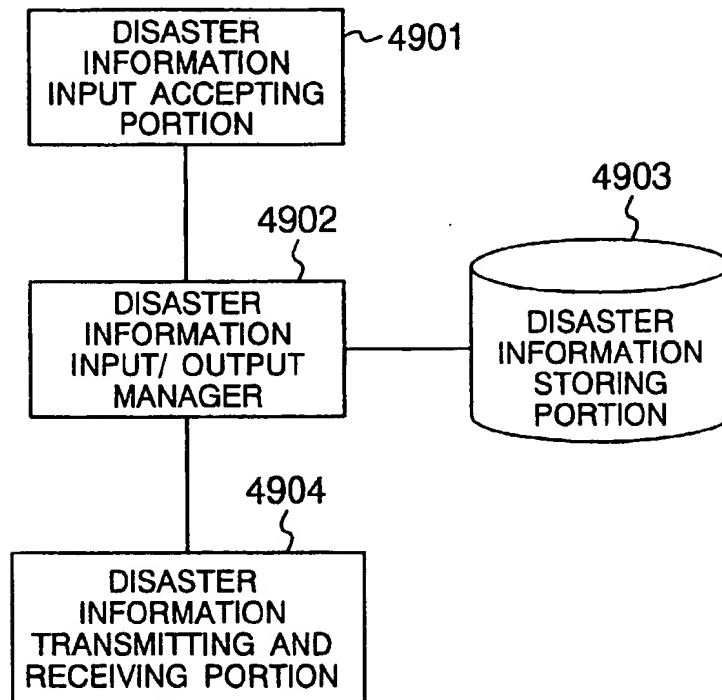 DISASTER
INFORMATION
INPUT ACCEPTING
PORTION
4901
4902
DISASTER
INFORMATION
INPUT/ OUTPUT
MANAGER
4903
DISASTER
INFORMATION
STORING
PORTION
4904
DISASTER
INFORMATION
TRANSMITTING AND
RECEIVING PORTION